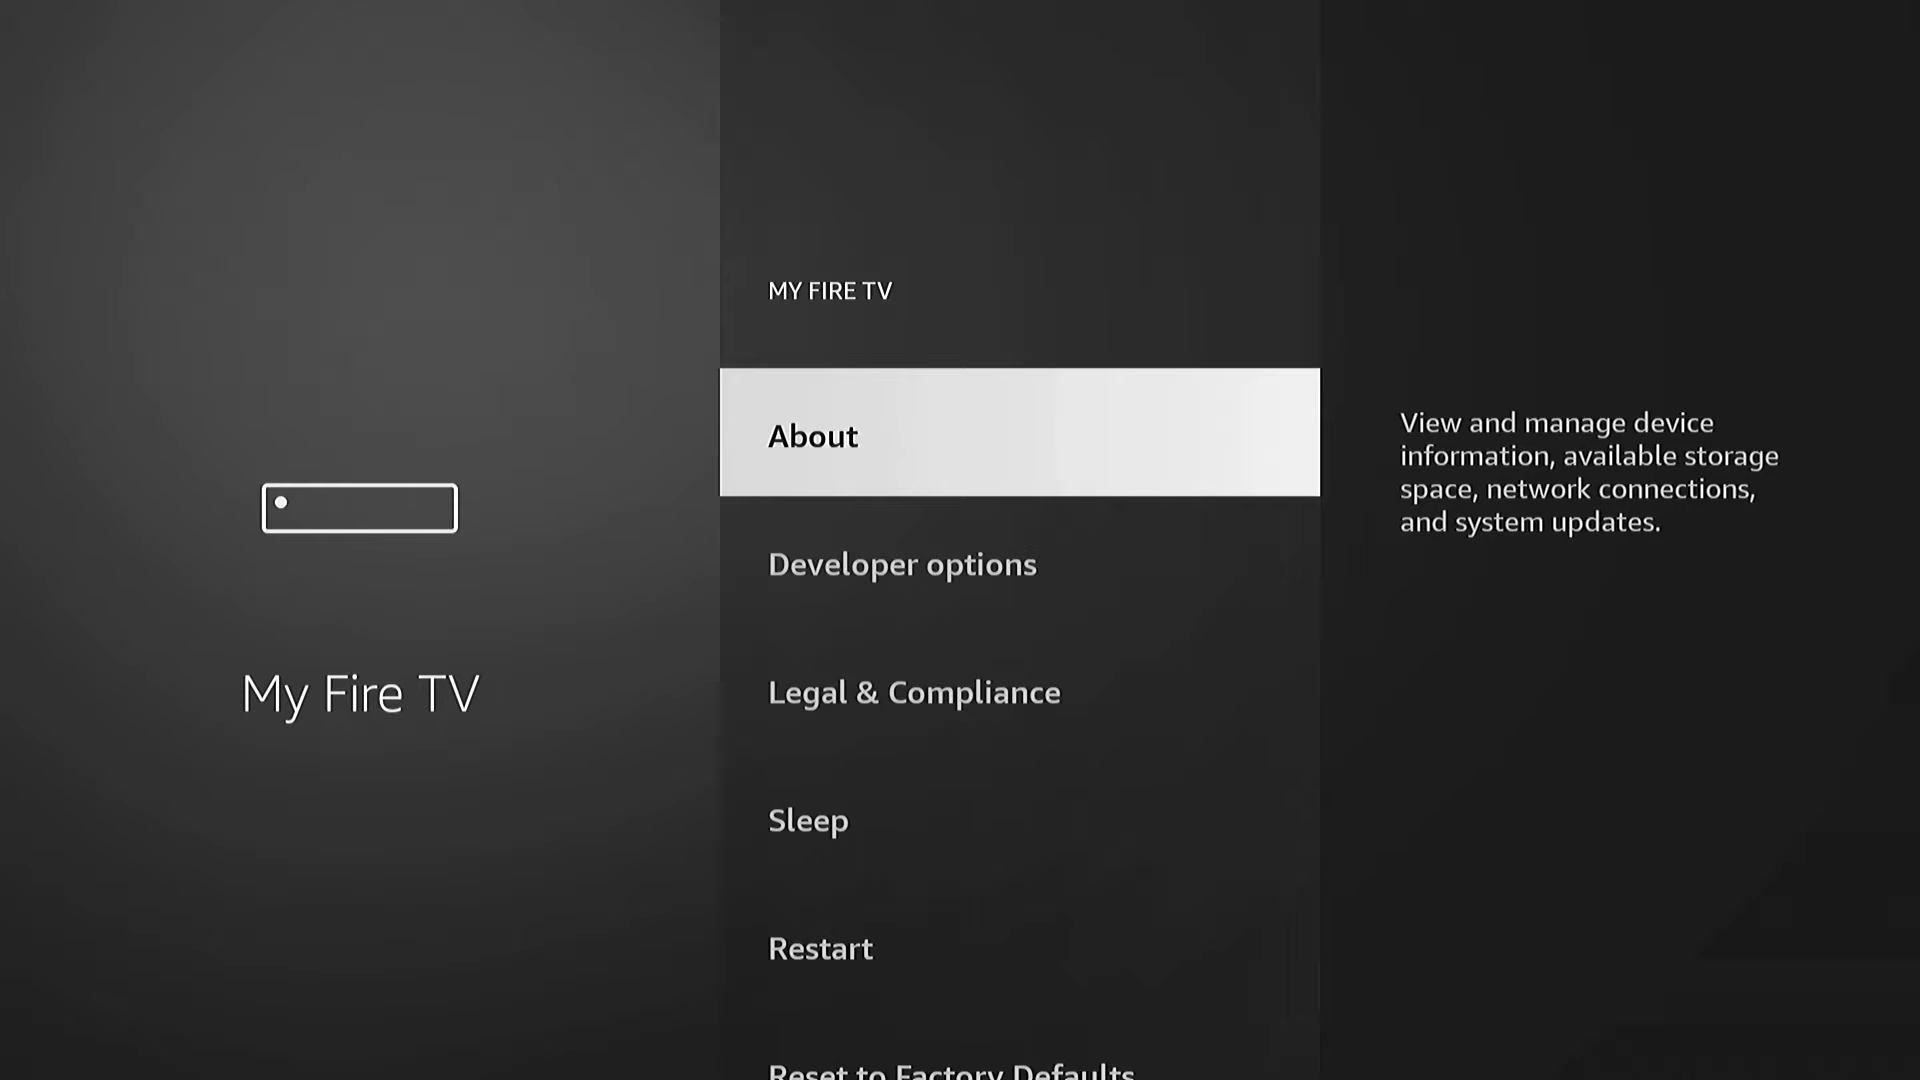 My Fire TV
MY FIRE TV
About
Developer options
Legal & Compliance
Sleep
Restart
Reset to Factory Defaults
View and manage device
information, available storage
space, network connections,
and system updates.